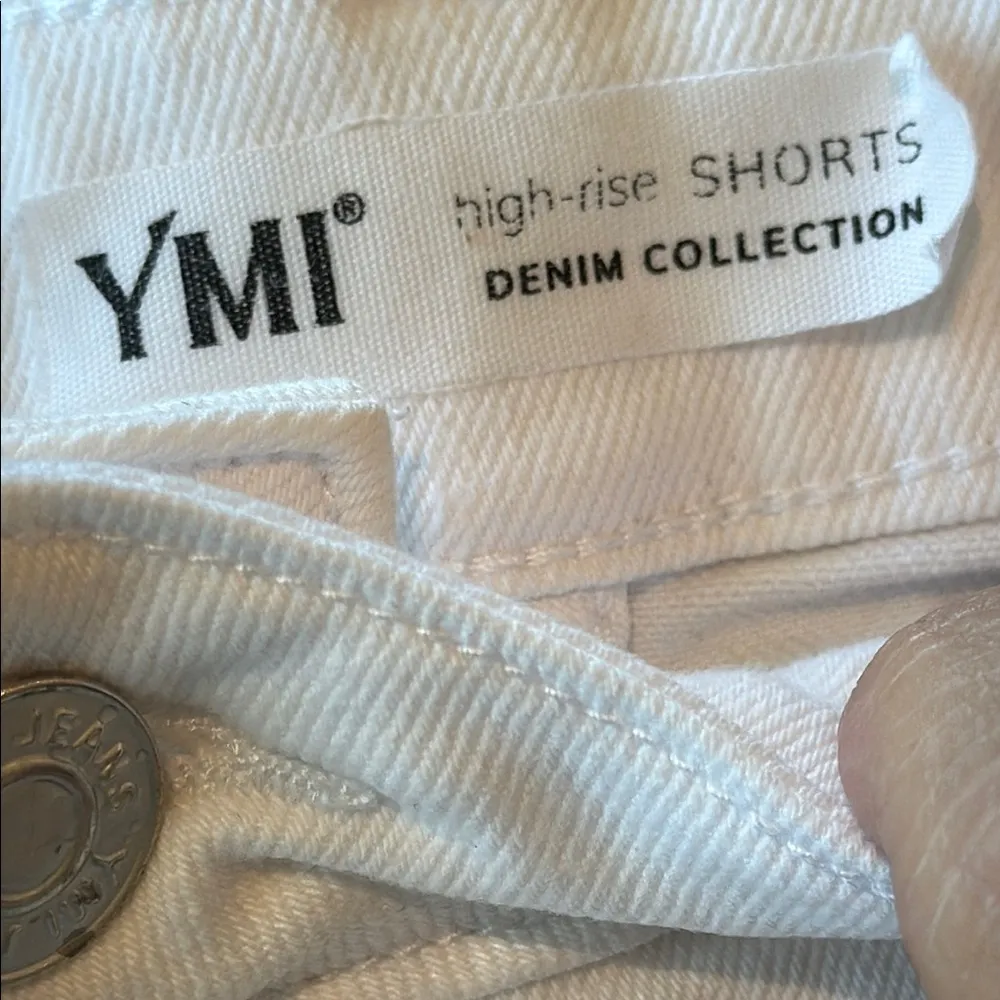 YMI®
high-rise SHORTS
DENIM COLLECTION
JEANS